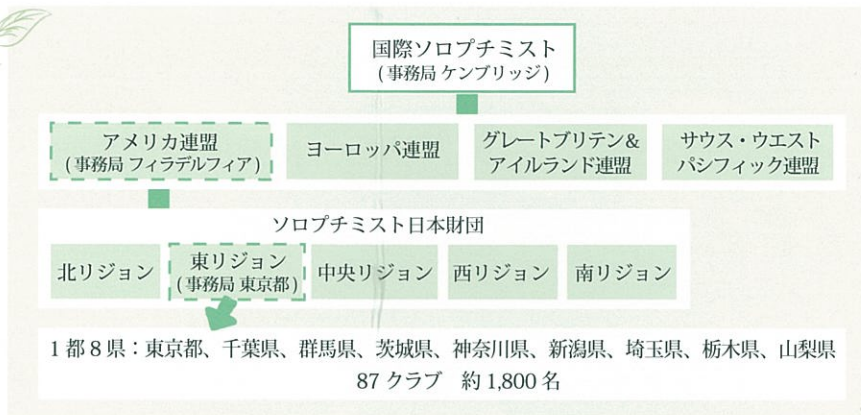 国際ソロプチミスト
(事務局 ケンブリッジ)
アメリカ連盟
(事務局 フィラデルフィア)
ヨーロッパ連盟
グレートブリテン&
アイルランド連盟
サウス・ウエスト
パシフィック連盟
ソロプチミスト日本財団
北リジョン
東リジョン
(事務局 東京都)
中央リジョン
西リジョン
南リジョン
1都8県：東京都、千葉県、群馬県、茨城県、神奈川県、新潟県、埼玉県、栃木県、山梨県
87クラブ 約1,800名